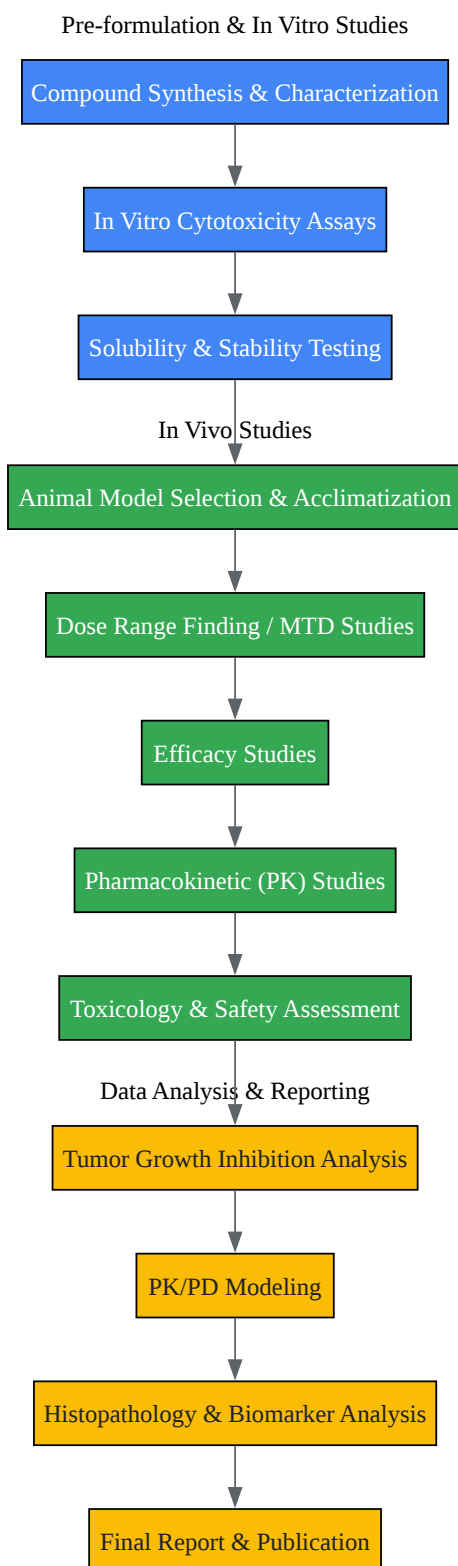 Pre-formulation & In Vitro Studies
Compound Synthesis & Characterization
In Vitro Cytotoxicity Assays
Solubility & Stability Testing
In Vivo Studies
Animal Model Selection & Acclimatization
Dose Range Finding / MTD Studies
Efficacy Studies
Pharmacokinetic (PK) Studies
Toxicology & Safety Assessment
Data Analysis & Reporting
Tumor Growth Inhibition Analysis
PK/PD Modeling
Histopathology & Biomarker Analysis
Final Report & Publication